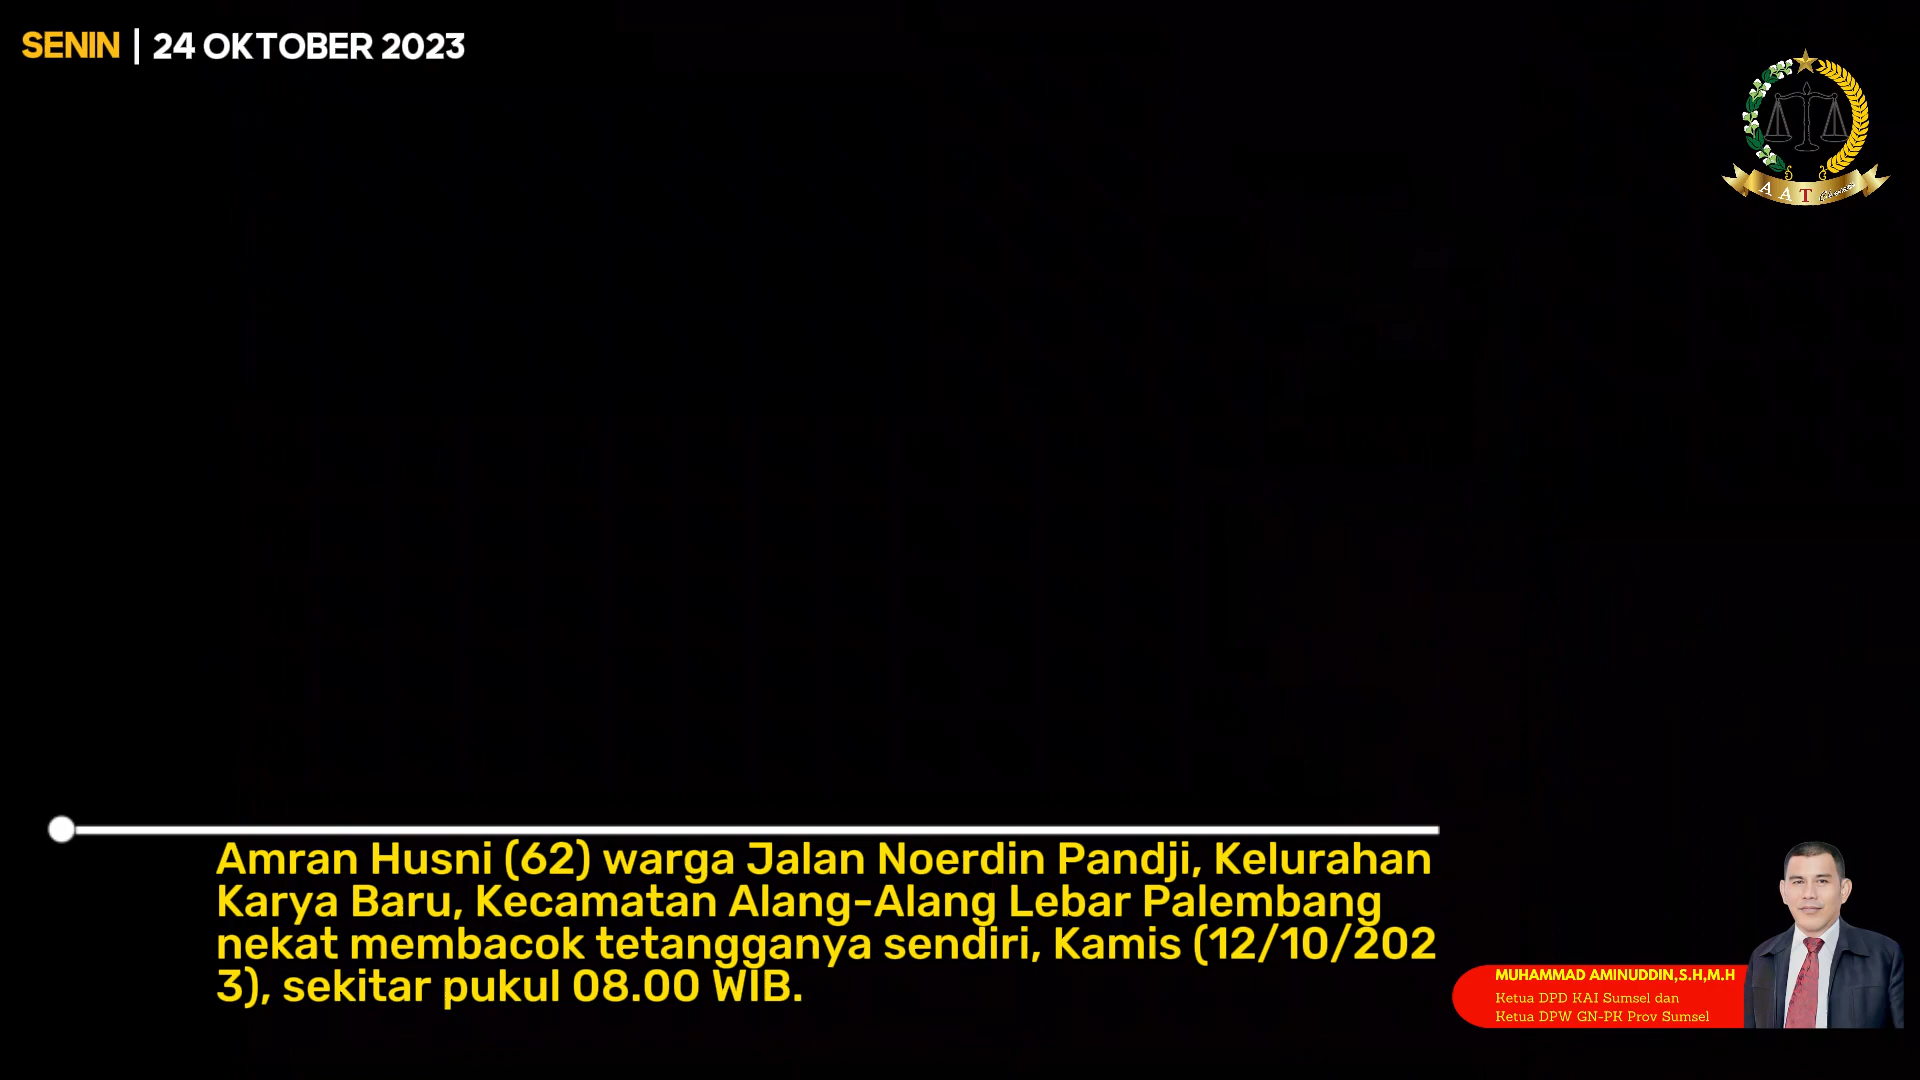 SENIN | 24 OKTOBER 2023
A A T
Amran Husni (62) warga Jalan Noerdin Pandji, Kelurahan
Karya Baru, Kecamatan Alang-Alang Lebar Palembang
nekat membacok tetangganya sendiri, Kamis (12/10/202
3), sekitar pukul 08.00 WIB.
MUHAMMAD AMINUDDIN,S.H,M.H
Ketua DPD KAI Sumsel dan
Ketua DPW GN-PK Prov Sumsel